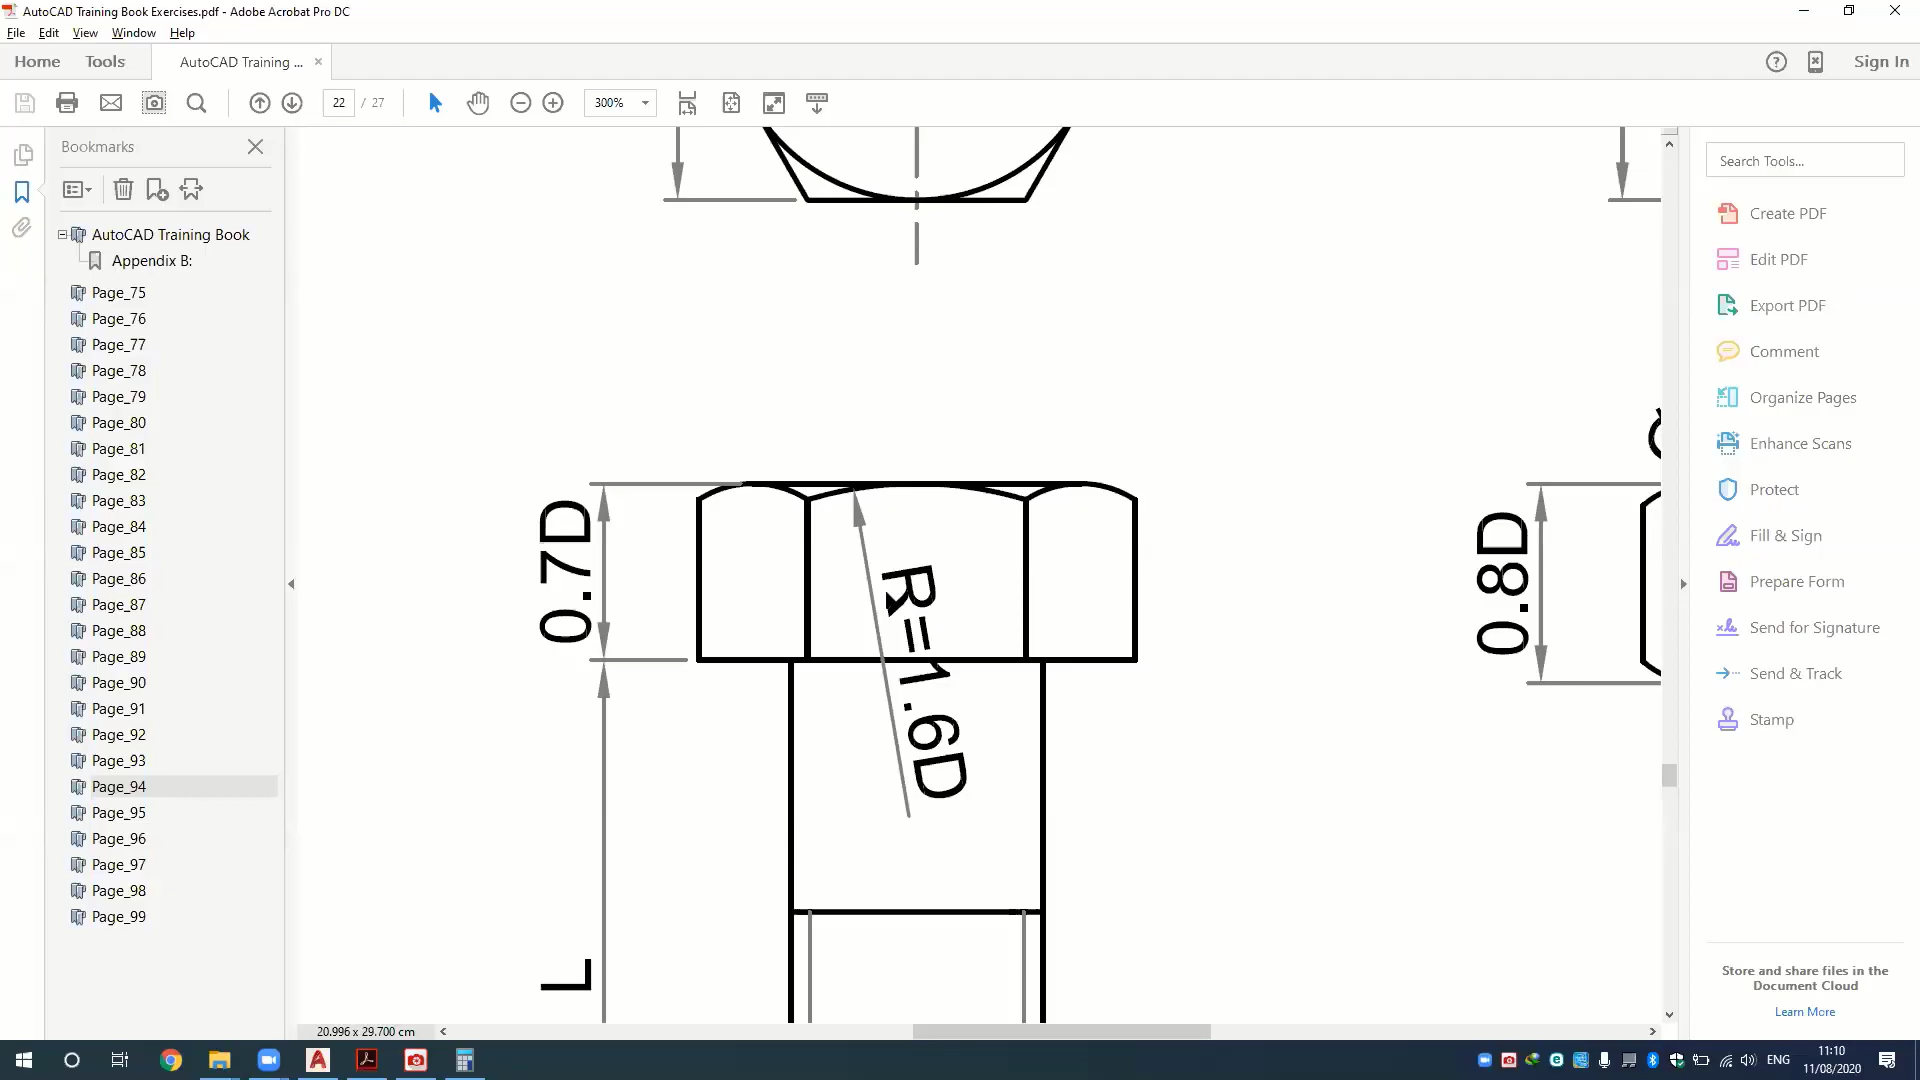 AutoCAD Training Book Exercises.pdf - Adobe Acrobat Pro DC
File Edit View Window Help
Home Tools AutoCAD Training ... Sign In
22 / 27 300%
Bookmarks
AutoCAD Training Book
Appendix B:
Page_75
Page_76
Page_77
Page_78
Page_79
Page_80
Page_81
Page_82
Page_83
Page_84
Page_85
Page_86
Page_87
Page_88
Page_89
Page_90
Page_91
Page_92
Page_93
Page_94
Page_95
Page_96
Page_97
Page_98
Page_99
0.7D
R=1.6D
L
0.8D
20.996 x 29.700 cm
Search Tools...
Create PDF
Edit PDF
Export PDF
Comment
Organize Pages
Enhance Scans
Protect
Fill & Sign
Prepare Form
Send for Signature
Send & Track
Stamp
Store and share files in the
Document Cloud
Learn More
ENG
11:10
11/08/2020